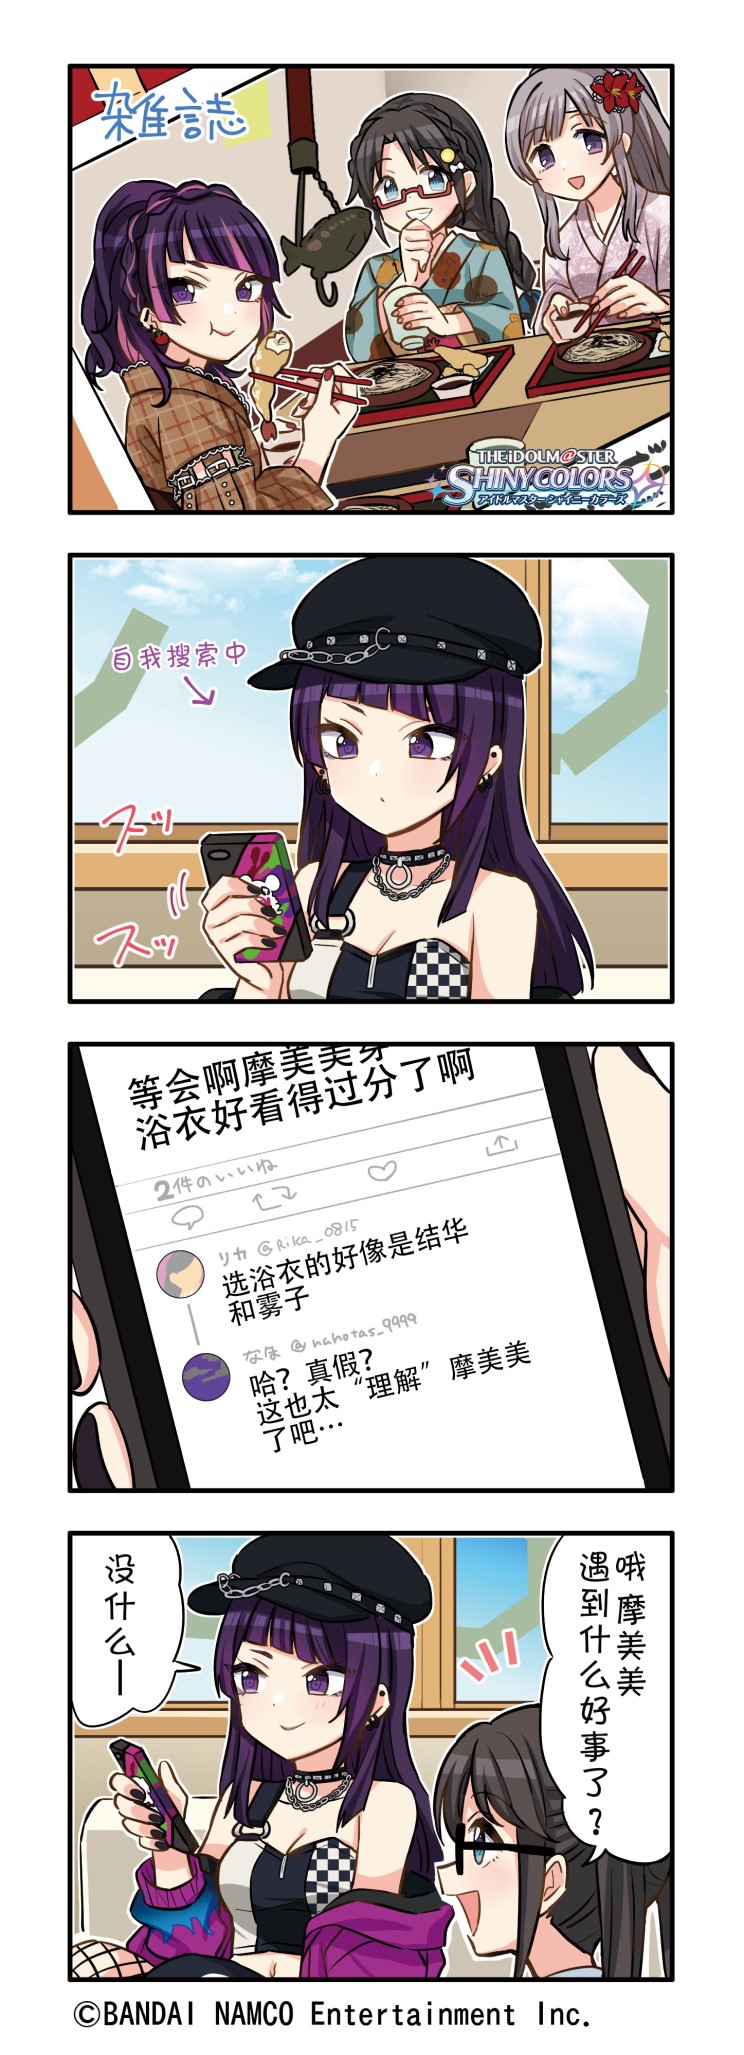 雑誌
THE iDOLM@STER
SHINYCOLORS
アイドルマスター シャイニーカラーズ
自我搜索中
スッ
スッ
等会啊摩美美穿
浴衣好看得过分了啊
2件のいいね
リカ @Rika_0815
选浴衣的好像是结华
和雾子
なほ @nahotas_9999
哈？真假？
这也太“理解”摩美美
了吧…
哦摩美美
遇到什么好事了？
没什么—
©BANDAI NAMCO Entertainment Inc.